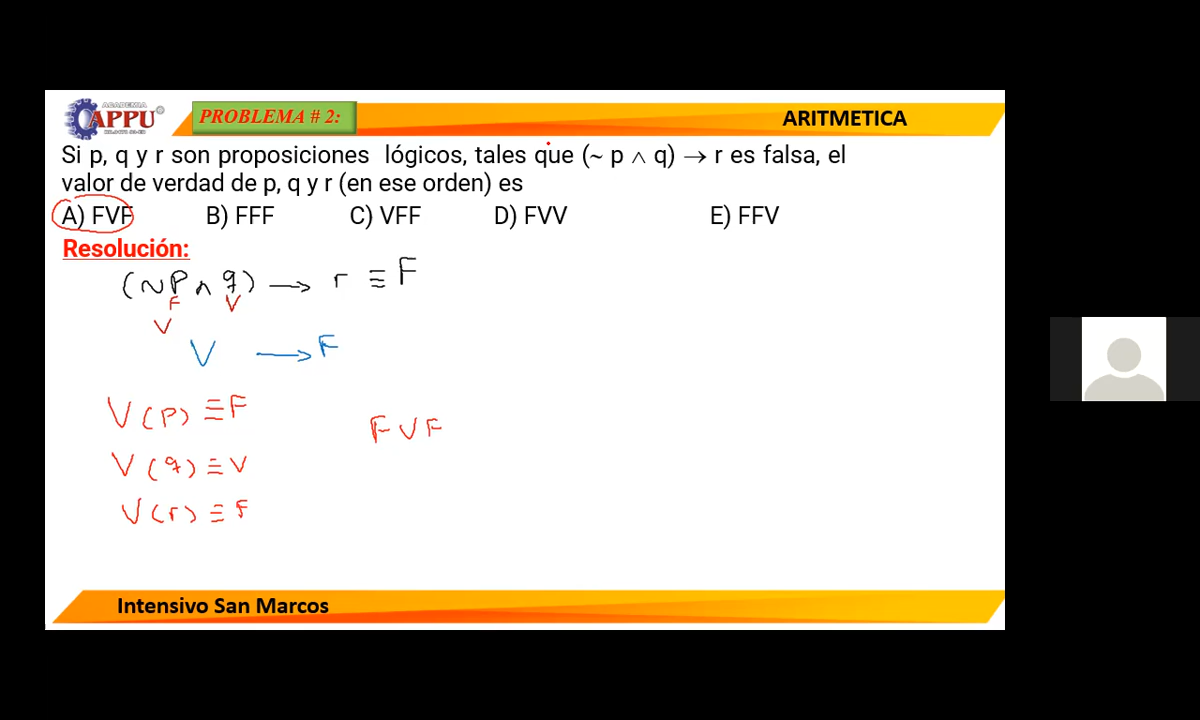 ACADEMIA
APPU
PROBLEMA # 2:
ARITMETICA
Si p, q y r son proposiciones lógicos, tales que (~ p ∧ q) → r es falsa, el
valor de verdad de p, q y r (en ese orden) es
A) FVF B) FFF C) VFF D) FVV E) FFV
Resolución:
(~p ∧ q) → r ≡ F
F V
V
V → F
V(p) ≡ F
F V F
V(q) ≡ V
V(r) ≡ F
Intensivo San Marcos